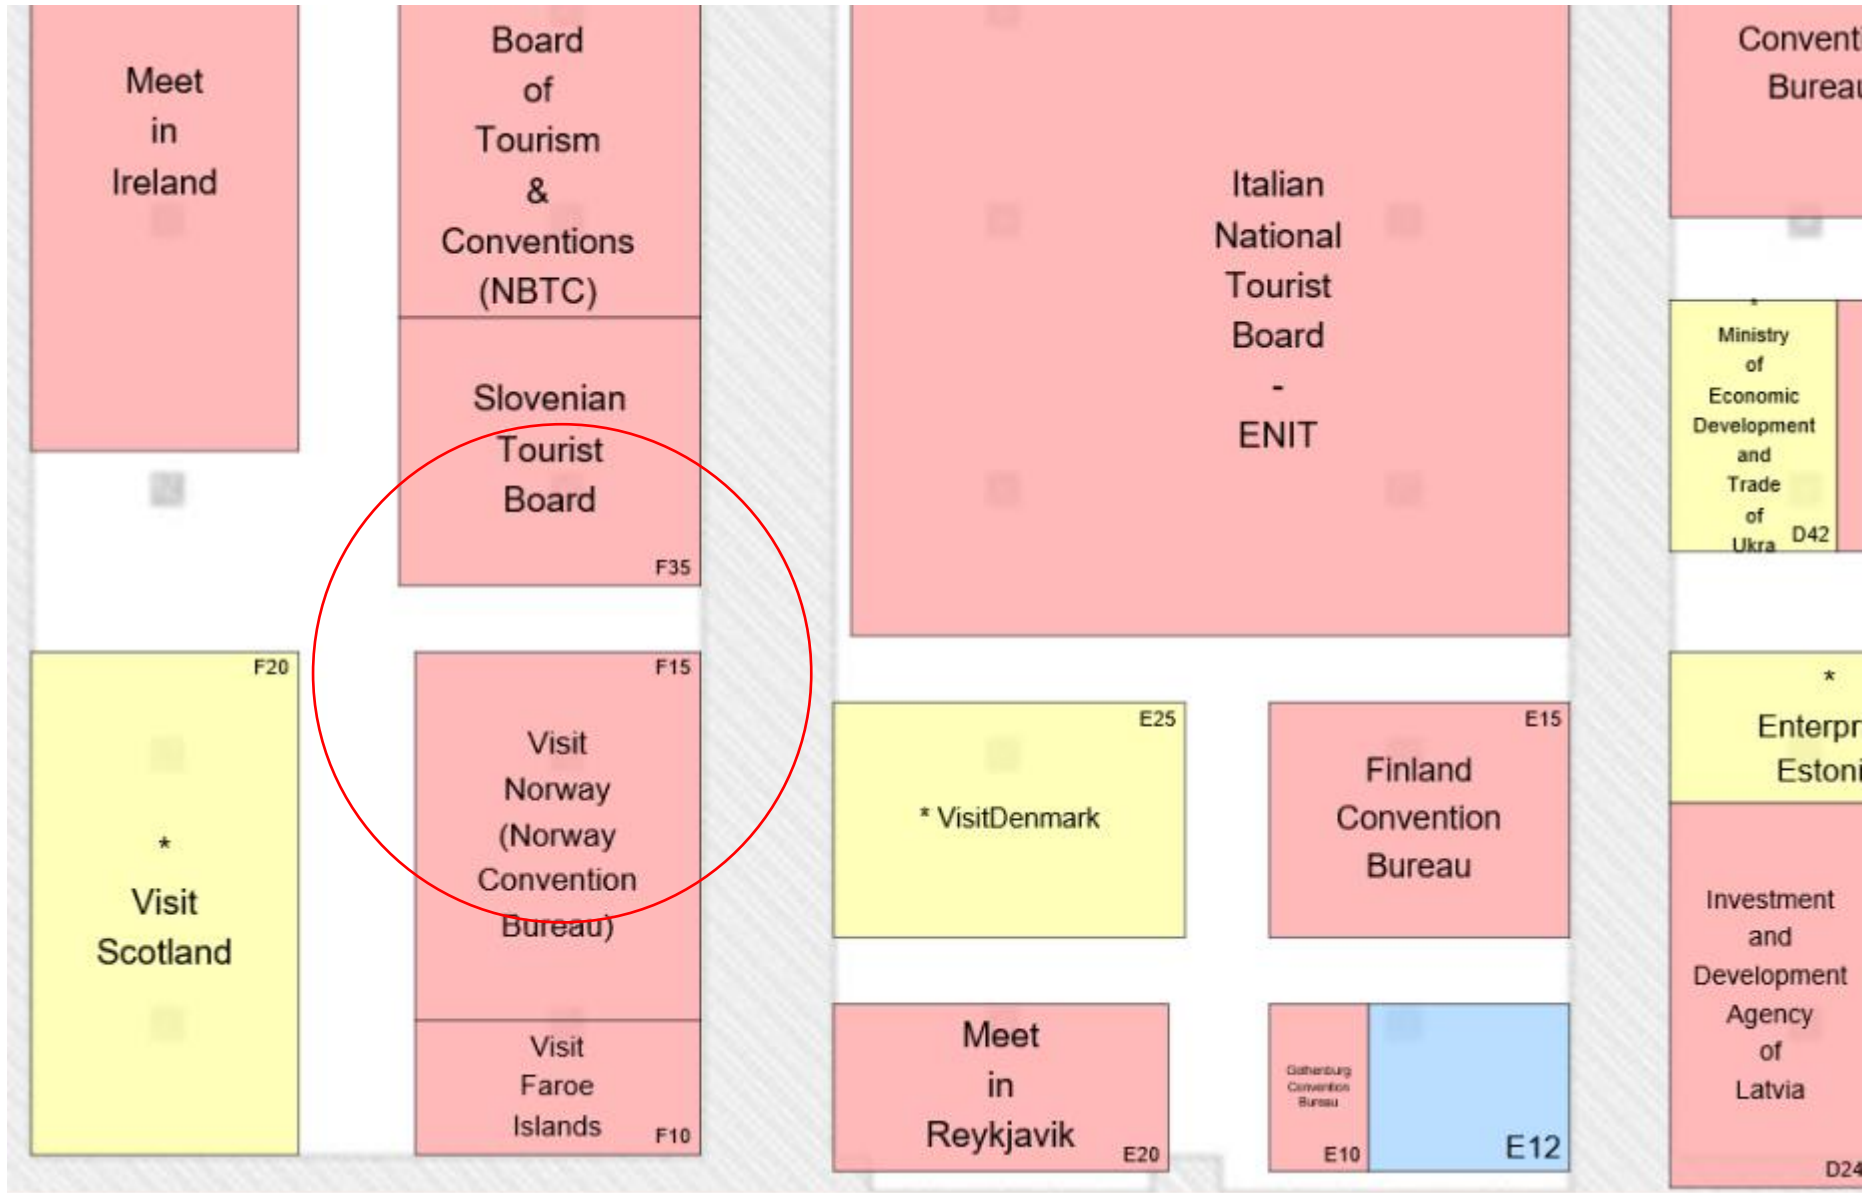 Meet
in
Ireland
Board
of
Tourism
&
Conventions
(NBTC)
Slovenian
Tourist
Board
F35
Italian
National
Tourist
Board
-
ENIT
Conventi
Bureau
*
Ministry
of
Economic
Development
and
Trade
of
Ukra
D42
F20
*
Visit
Scotland
F15
Visit
Norway
(Norway
Convention
Bureau)
Visit
Faroe
Islands
F10
E25
* VisitDenmark
E15
Finland
Convention
Bureau
Meet
in
Reykjavik
E20
Gothenburg
Convention
Bureau
E10
E12
*
Enterpr
Estoni
Investment
and
Development
Agency
of
Latvia
D24